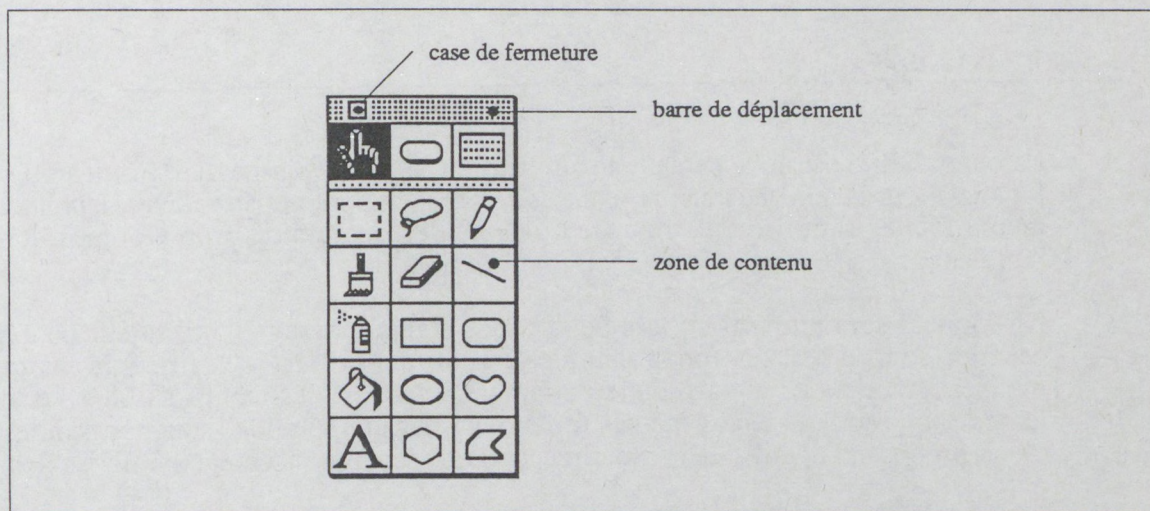 case de fermeture
barre de déplacement
zone de contenu
A